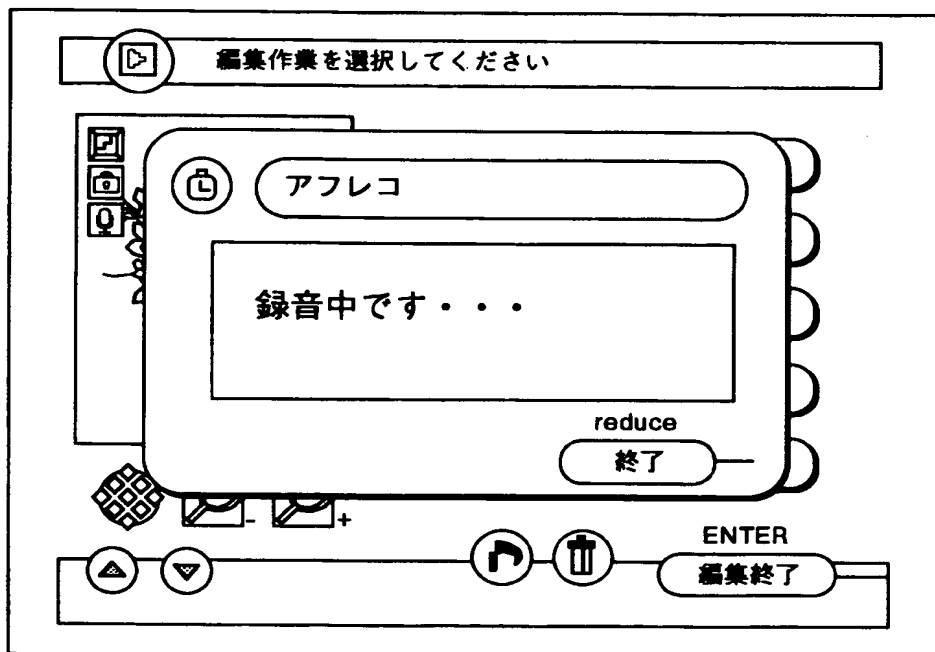 編集作業を選択してください
アフレコ
録音中です・・・
reduce
終了
-
+
ENTER
編集終了